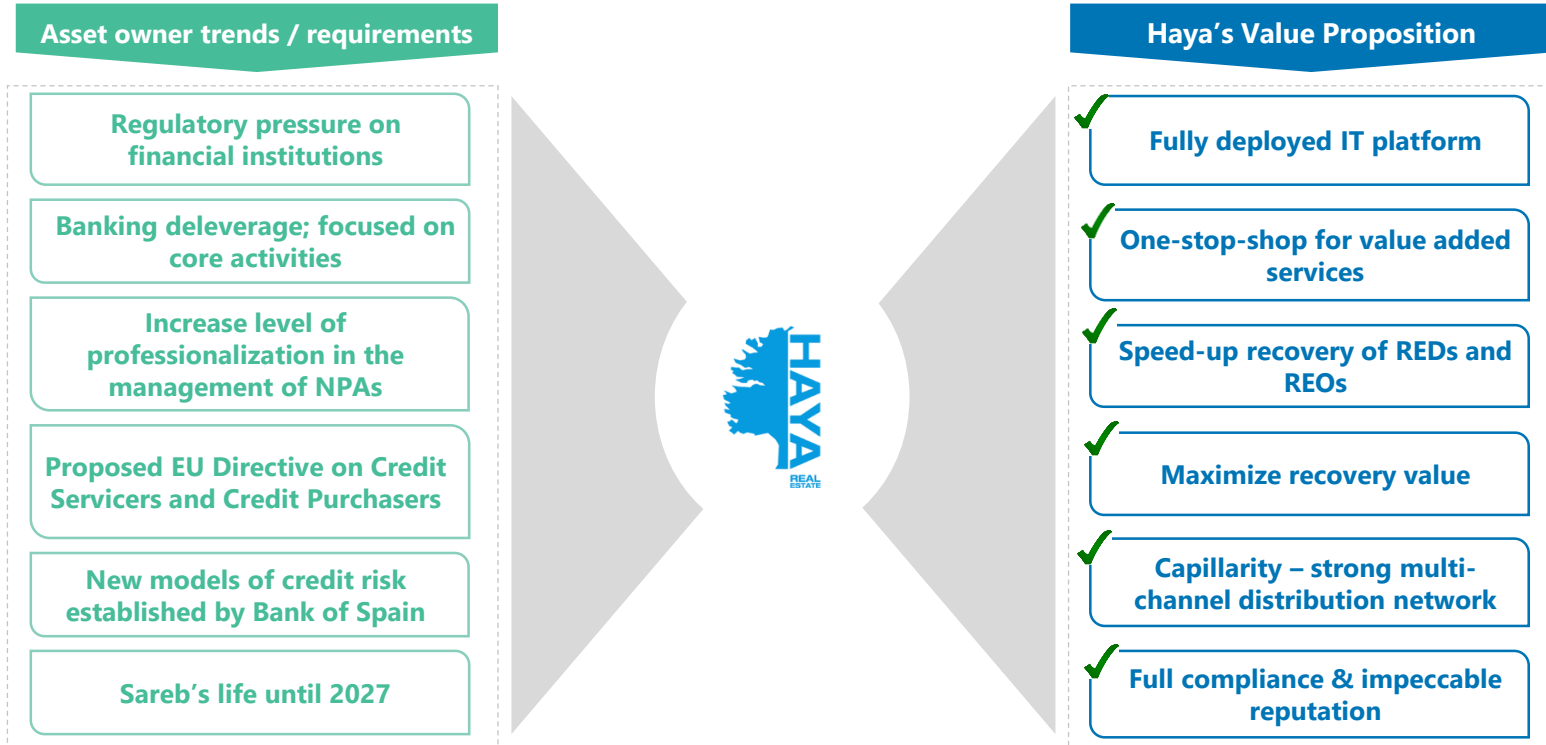 Asset owner trends / requirements
Regulatory pressure on
financial institutions
Banking deleverage; focused on
core activities
Increase level of
professionalization in the
management of NPAs
Proposed EU Directive on Credit
Servicers and Credit Purchasers
New models of credit risk
established by Bank of Spain
Sareb’s life until 2027
HAYA
REAL
ESTATE
Haya’s Value Proposition
Fully deployed IT platform
One-stop-shop for value added
services
Speed-up recovery of REDs and
REOs
Maximize recovery value
Capillarity – strong multi-
channel distribution network
Full compliance & impeccable
reputation